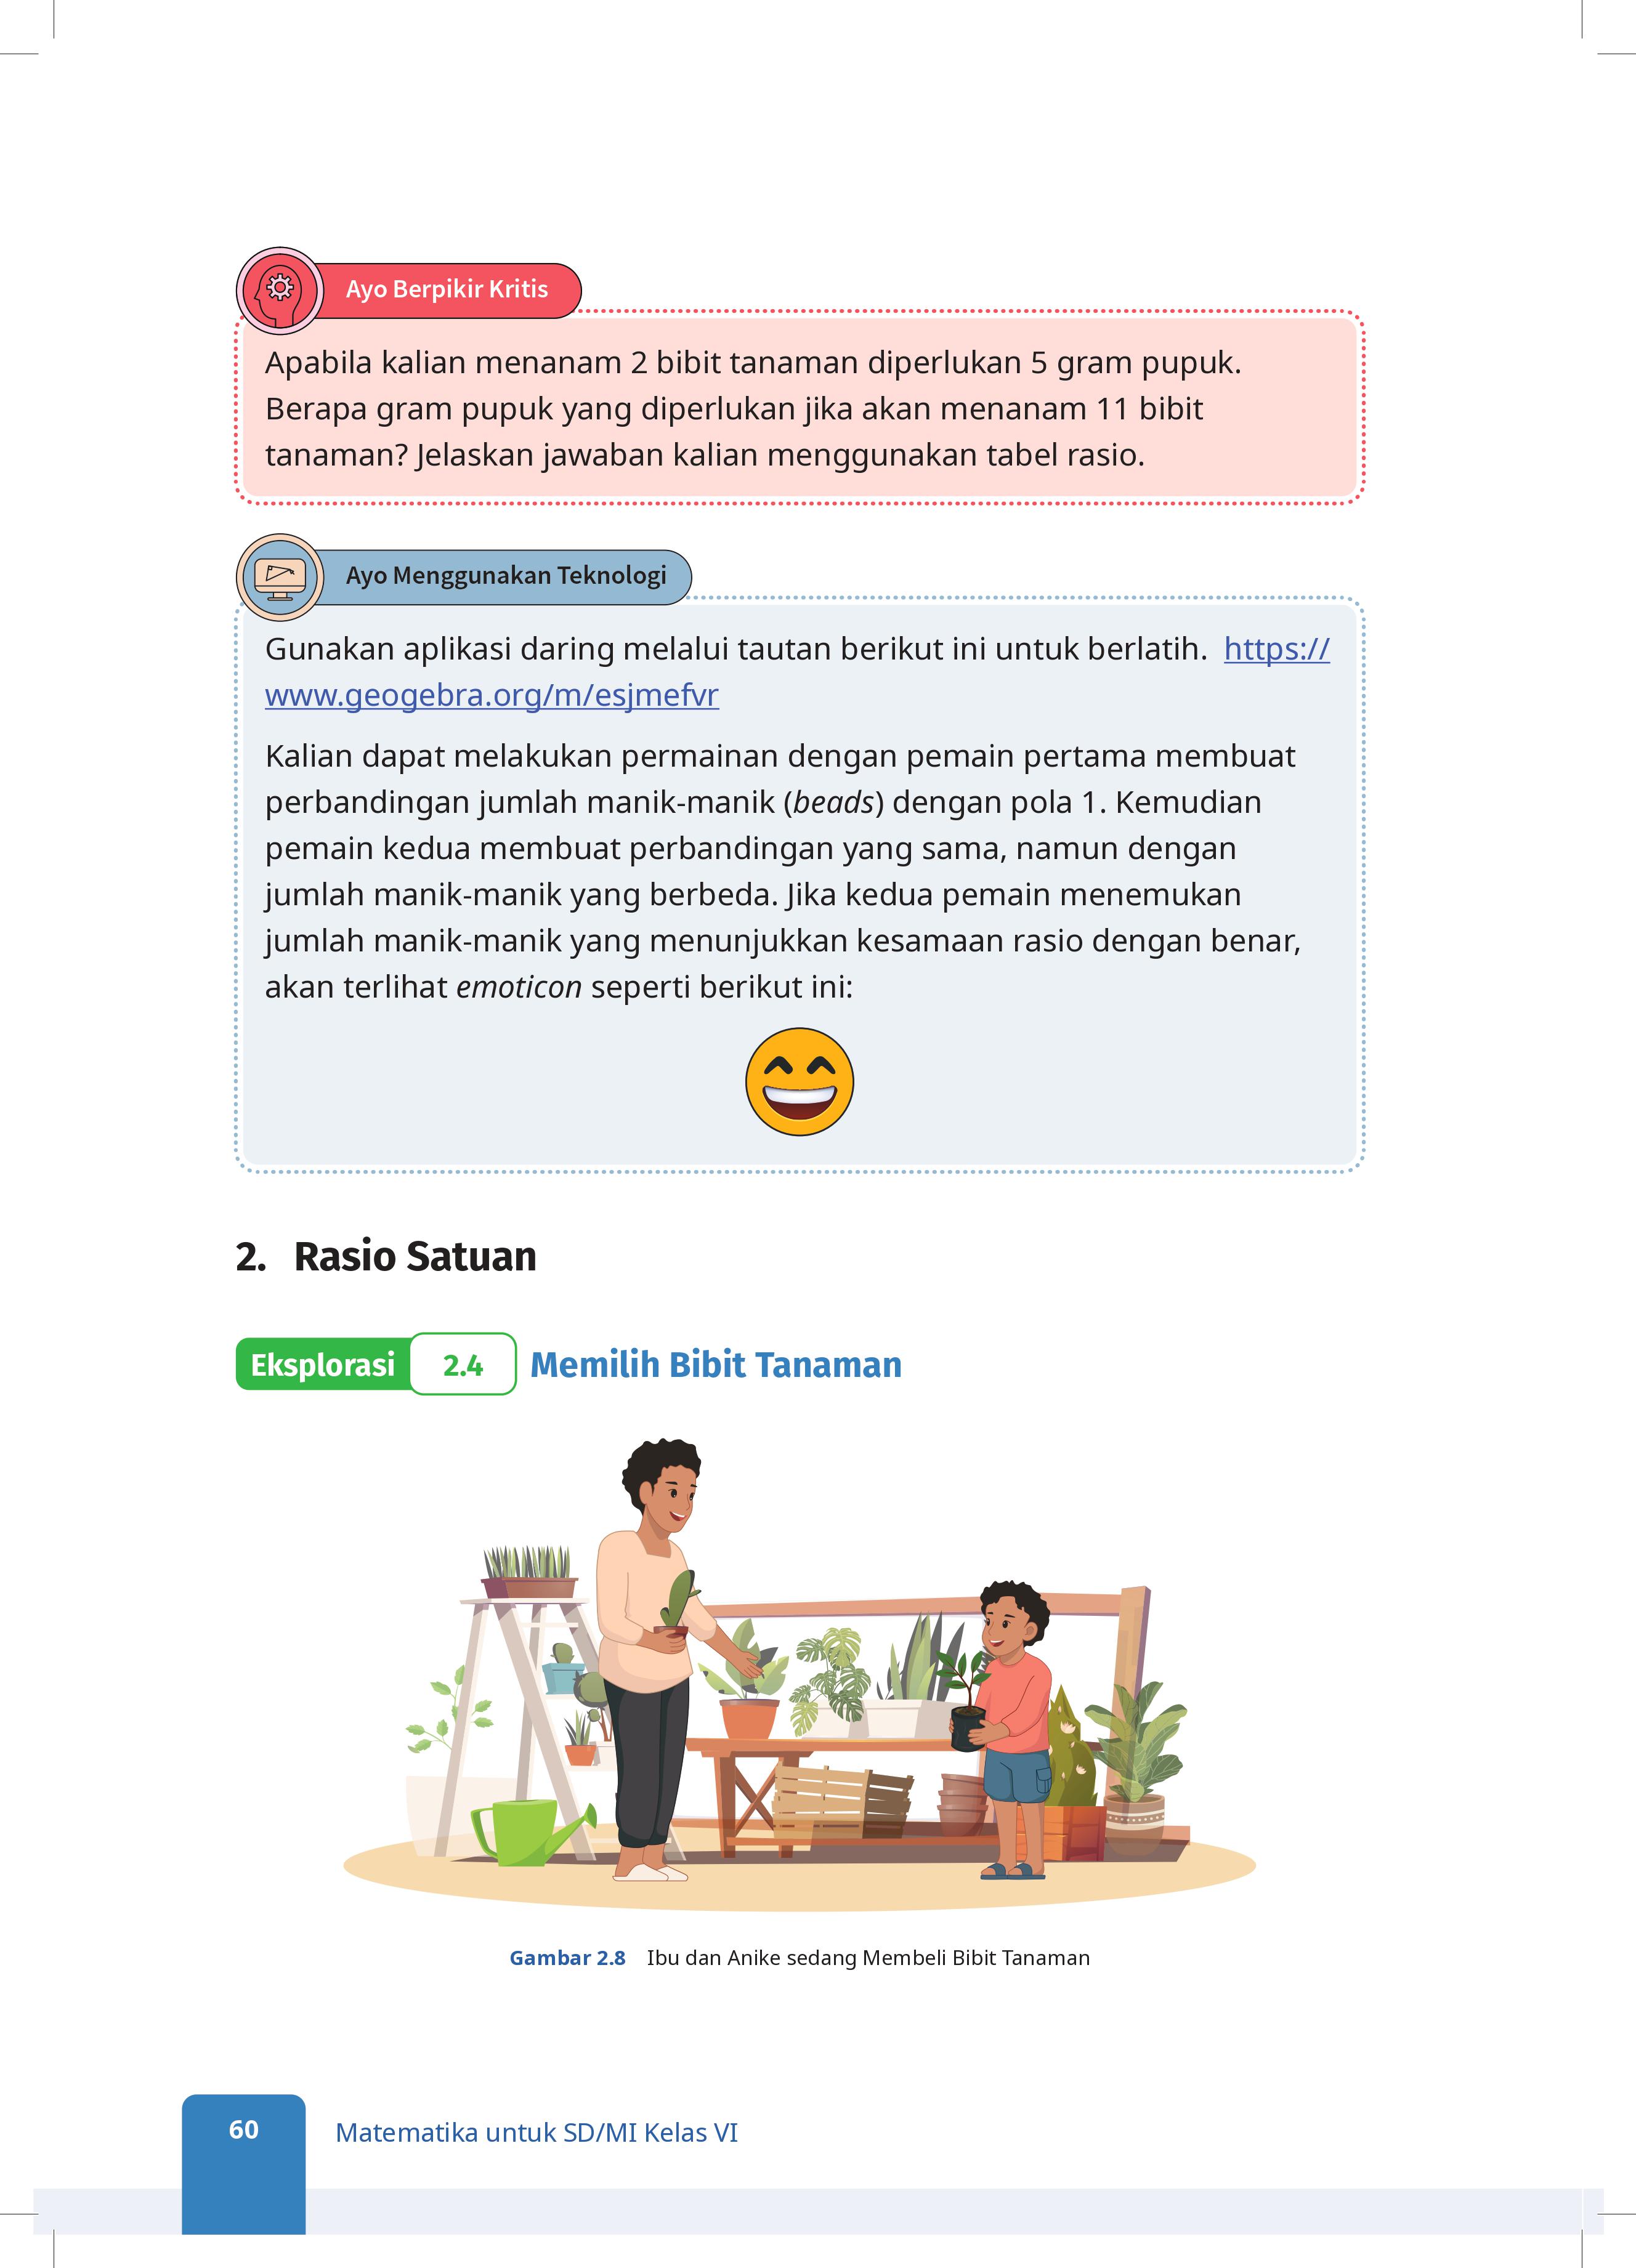 Ayo Berpikir Kritis
Apabila kalian menanam 2 bibit tanaman diperlukan 5 gram pupuk.
Berapa gram pupuk yang diperlukan jika akan menanam 11 bibit
tanaman? Jelaskan jawaban kalian menggunakan tabel rasio.
Ayo Menggunakan Teknologi
Gunakan aplikasi daring melalui tautan berikut ini untuk berlatih. https://
www.geogebra.org/m/esjmefvr
Kalian dapat melakukan permainan dengan pemain pertama membuat
perbandingan jumlah manik-manik (beads) dengan pola 1. Kemudian
pemain kedua membuat perbandingan yang sama, namun dengan
jumlah manik-manik yang berbeda. Jika kedua pemain menemukan
jumlah manik-manik yang menunjukkan kesamaan rasio dengan benar,
akan terlihat emoticon seperti berikut ini:
2. Rasio Satuan
Eksplorasi 2.4 Memilih Bibit Tanaman
Gambar 2.8 Ibu dan Anike sedang Membeli Bibit Tanaman
60 Matematika untuk SD/MI Kelas VI